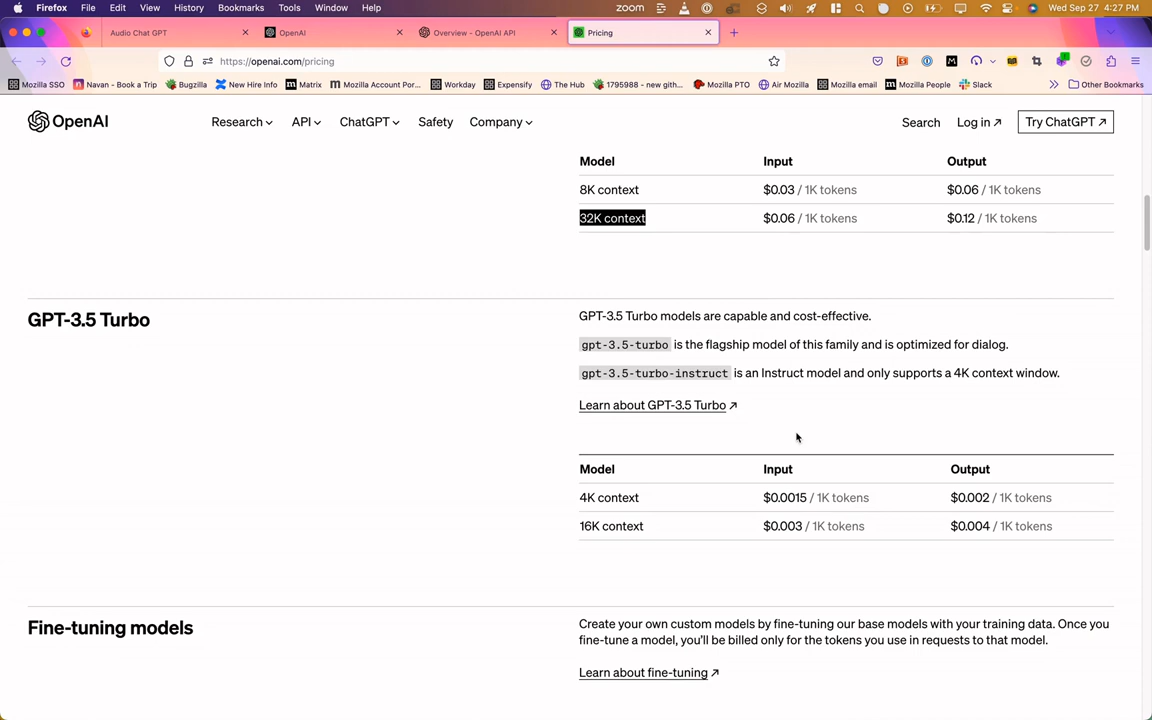 Firefox File Edit View History Bookmarks Tools Window Help zoom Wed Sep 27 4:27 PM
Audio Chat GPT OpenAI Overview - OpenAI API Pricing
https://openai.com/pricing
Mozilla SSO Navan - Book a Trip Bugzilla New Hire Info Matrix Mozilla Account Por... Workday Expensify The Hub 1795988 - new gith... Mozilla PTO Air Mozilla Mozilla email Mozilla People Slack Other Bookmarks
OpenAI Research API ChatGPT Safety Company Search Log in ↗ Try ChatGPT ↗
Model Input Output
8K context $0.03 / 1K tokens $0.06 / 1K tokens
32K context $0.06 / 1K tokens $0.12 / 1K tokens
GPT-3.5 Turbo
GPT-3.5 Turbo models are capable and cost-effective.
gpt-3.5-turbo is the flagship model of this family and is optimized for dialog.
gpt-3.5-turbo-instruct is an Instruct model and only supports a 4K context window.
Learn about GPT-3.5 Turbo ↗
Model Input Output
4K context $0.0015 / 1K tokens $0.002 / 1K tokens
16K context $0.003 / 1K tokens $0.004 / 1K tokens
Fine-tuning models
Create your own custom models by fine-tuning our base models with your training data. Once you
fine-tune a model, you'll be billed only for the tokens you use in requests to that model.
Learn about fine-tuning ↗